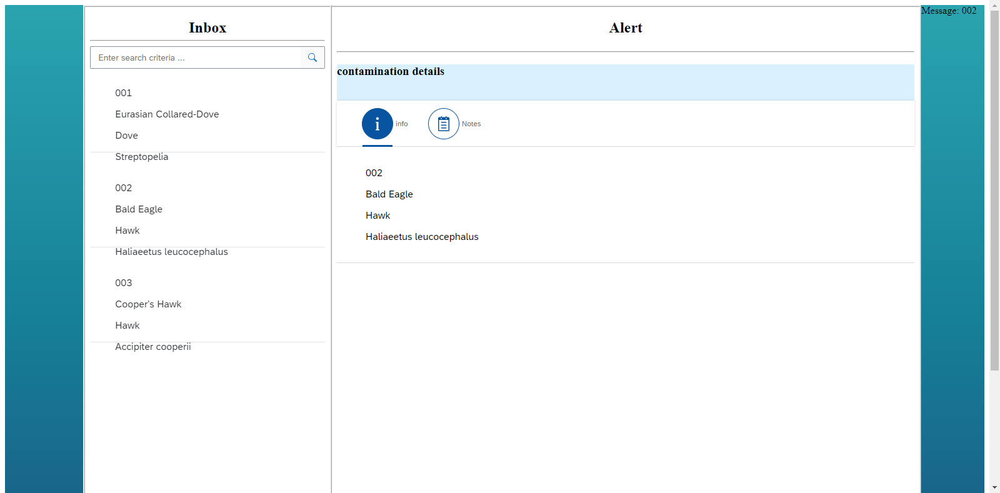 Inbox
Enter search criteria ...
001
Eurasian Collared-Dove
Dove
Streptopelia
002
Bald Eagle
Hawk
Haliaeetus leucocephalus
003
Cooper's Hawk
Hawk
Accipiter cooperii
Alert
contamination details
info
Notes
002
Bald Eagle
Hawk
Haliaeetus leucocephalus
Message: 002